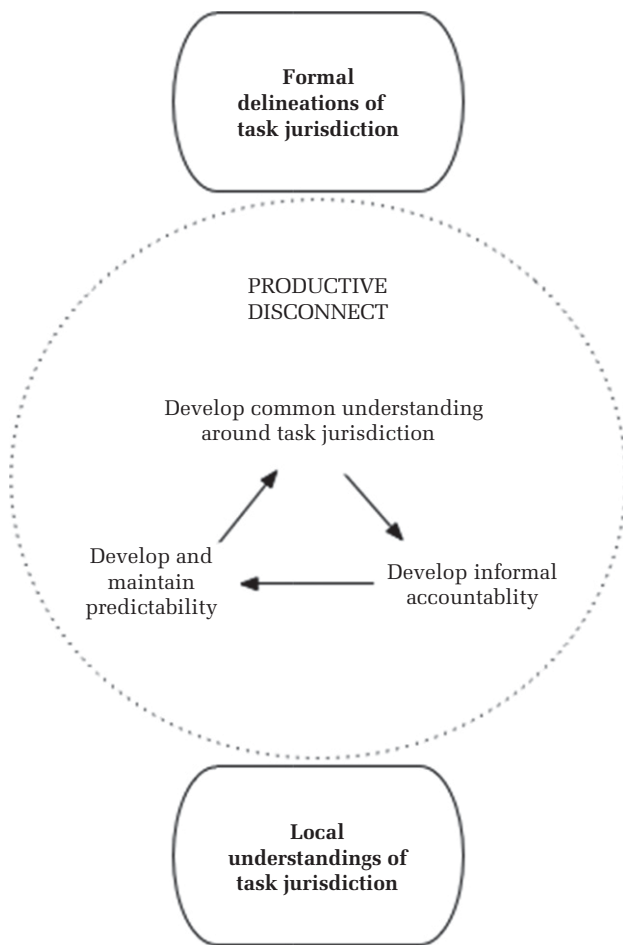 Formal
delineations of
task jurisdiction
PRODUCTIVE
DISCONNECT
Develop common understanding
around task jurisdiction
Develop and
maintain
predictability
Develop informal
accountablity
Local
understandings of
task jurisdiction